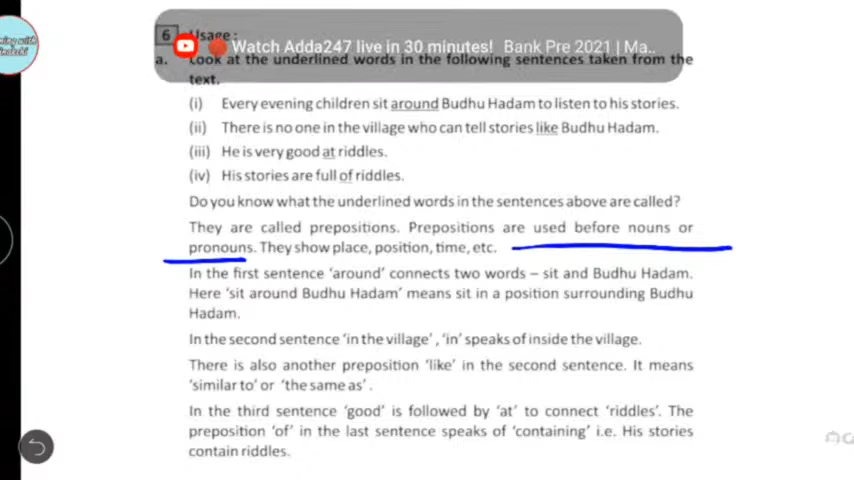 6 Usage :
Watch Adda247 live in 30 minutes! Bank Pre 2021 | Ma..
a. Look at the underlined words in the following sentences taken from the
text.
(i) Every evening children sit around Budhu Hadam to listen to his stories.
(ii) There is no one in the village who can tell stories like Budhu Hadam.
(iii) He is very good at riddles.
(iv) His stories are full of riddles.
Do you know what the underlined words in the sentences above are called?
They are called prepositions. Prepositions are used before nouns or
pronouns. They show place, position, time, etc.
In the first sentence ‘around’ connects two words – sit and Budhu Hadam.
Here ‘sit around Budhu Hadam’ means sit in a position surrounding Budhu
Hadam.
In the second sentence ‘in the village’, ‘in’ speaks of inside the village.
There is also another preposition ‘like’ in the second sentence. It means
‘similar to’ or ‘the same as’.
In the third sentence ‘good’ is followed by ‘at’ to connect ‘riddles’. The
preposition ‘of’ in the last sentence speaks of ‘containing’ i.e. His stories
contain riddles.